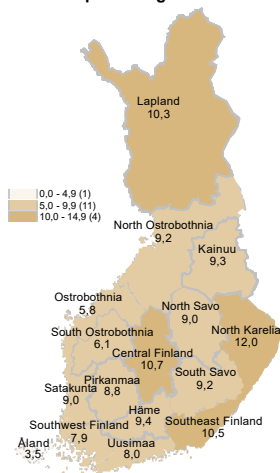 Lapland
10,3
0,0 - 4,9 (1)
5,0 - 9,9 (11)
10,0 - 14,9 (4)
North Ostrobothnia
9,2
Kainuu
9,3
Ostrobothnia
5,8
North Savo
9,0
South Ostrobothnia
6,1
North Karelia
12,0
Central Finland
10,7
South Savo
9,2
Pirkanmaa
8,8
Satakunta
9,0
Häme
9,4
Southwest Finland
7,9
Southeast Finland
10,5
Åland
3,5
Uusimaa
8,0